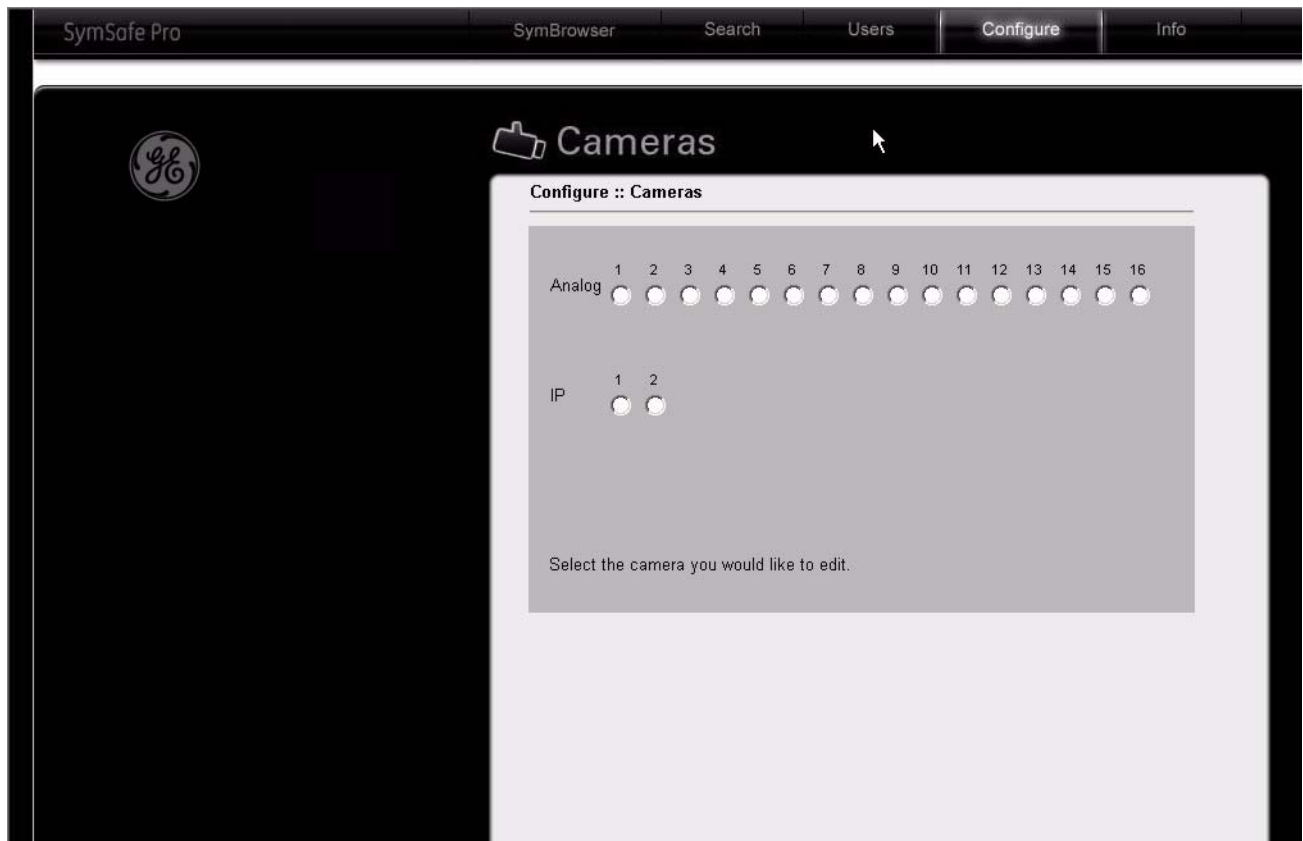 SymSafe Pro SymBrowser Search Users Configure Info
Cameras
Configure :: Cameras
1 2 3 4 5 6 7 8 9 10 11 12 13 14 15 16
Analog
1 2
IP
Select the camera you would like to edit.
GE